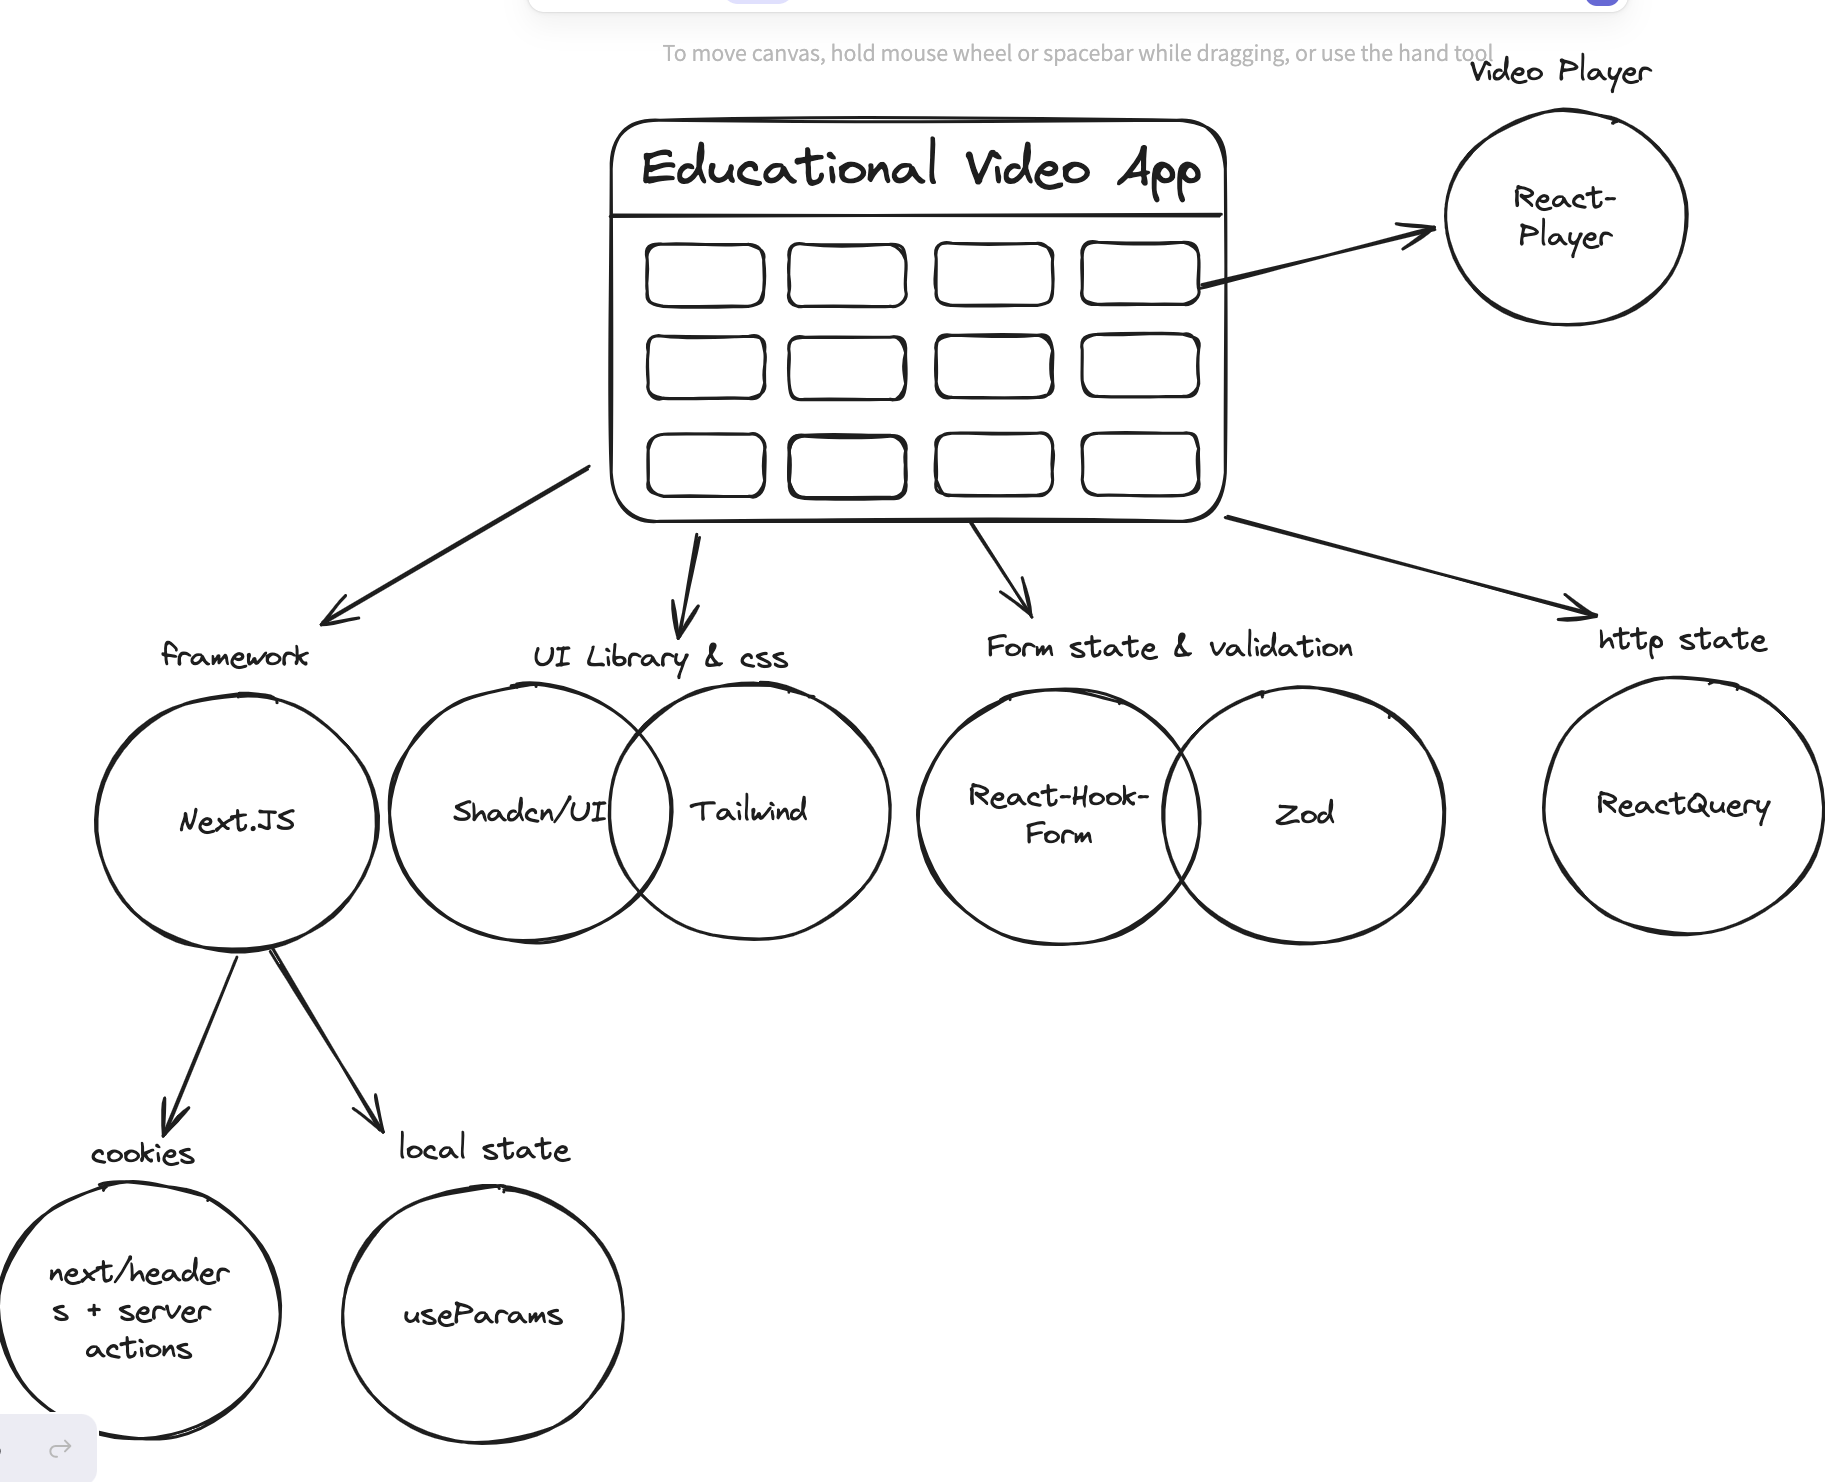 To move canvas, hold mouse wheel or spacebar while dragging, or use the hand tool
Video Player
Educational Video App
React-
Player
framework
UI Library & css
Form state & validation
http state
Next.JS
Shadcn/UI
Tailwind
React-Hook-
Form
Zod
ReactQuery
cookies
local state
next/header
s + server
actions
useParams